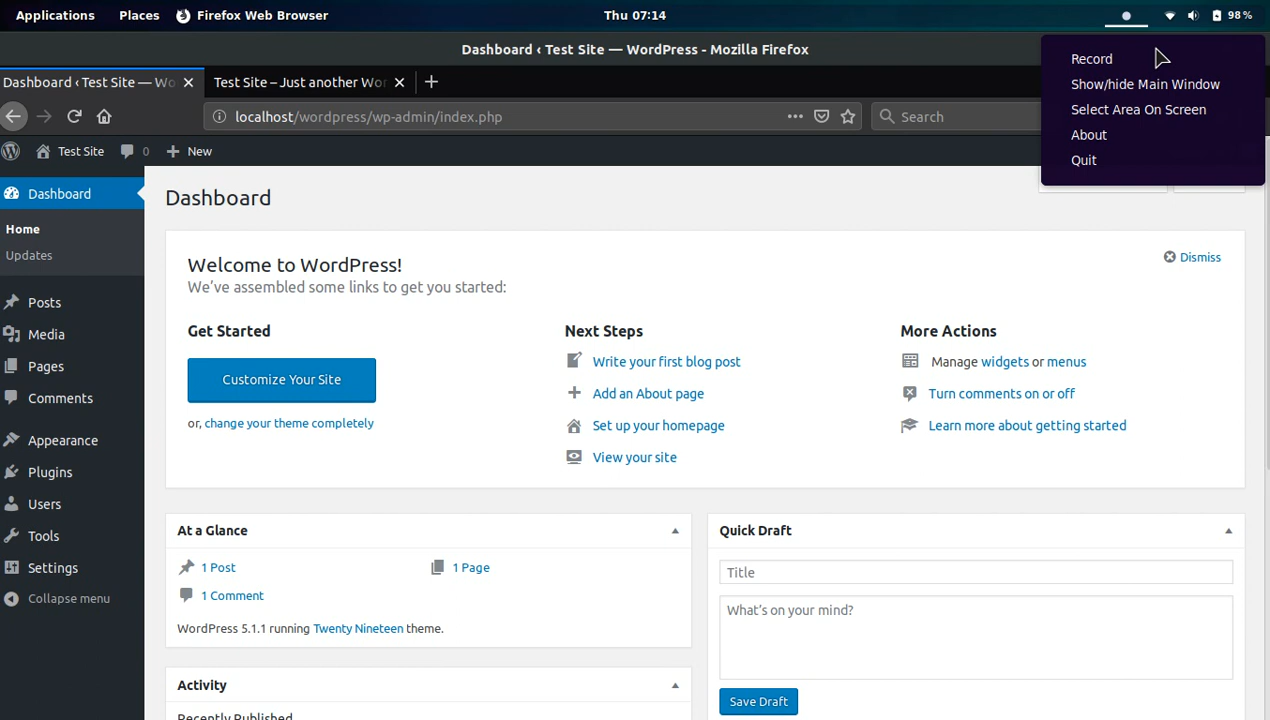 Applications Places Firefox Web Browser Thu 07:14 98%
Dashboard ‹ Test Site — WordPress - Mozilla Firefox
Dashboard ‹ Test Site — Wo Test Site – Just another Wor
localhost/wordpress/wp-admin/index.php Search
Record
Show/hide Main Window
Select Area On Screen
About
Quit
Test Site 0 New
Dashboard
Home
Updates
Posts
Media
Pages
Comments
Appearance
Plugins
Users
Tools
Settings
Collapse menu
Dashboard
Welcome to WordPress!
Dismiss
We've assembled some links to get you started:
Get Started
Customize Your Site
or, change your theme completely
Next Steps
Write your first blog post
Add an About page
Set up your homepage
View your site
More Actions
Manage widgets or menus
Turn comments on or off
Learn more about getting started
At a Glance
1 Post 1 Page
1 Comment
WordPress 5.1.1 running Twenty Nineteen theme.
Activity
Recently Published
Quick Draft
Title
What's on your mind?
Save Draft